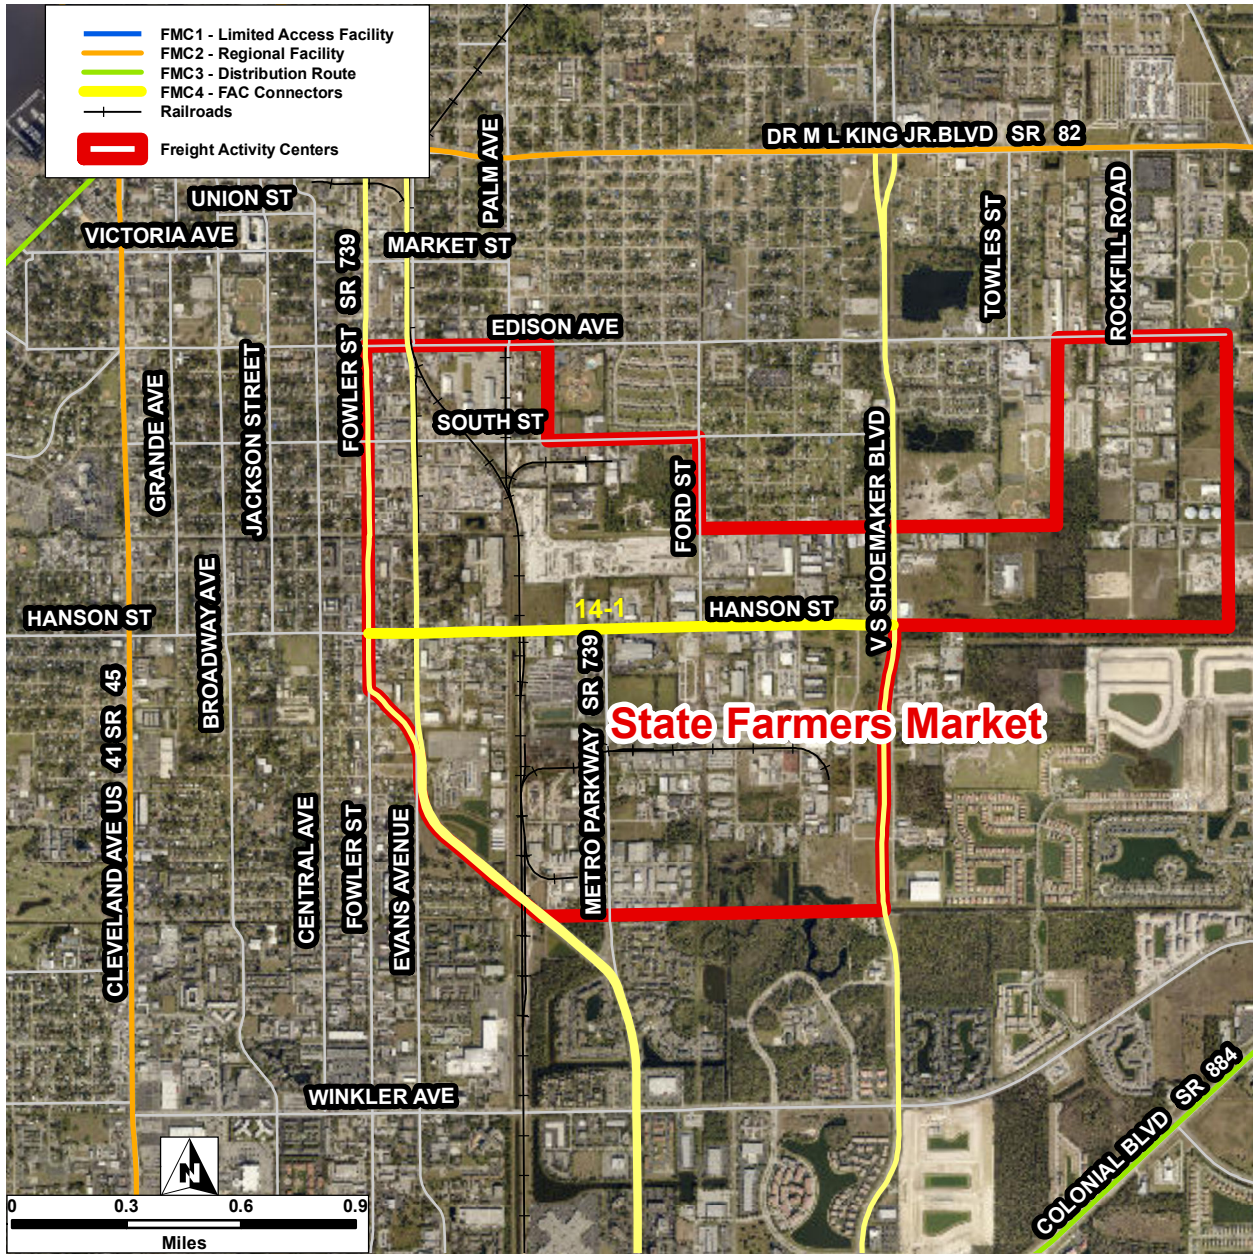 FMC1 - Limited Access Facility
FMC2 - Regional Facility
FMC3 - Distribution Route
FMC4 - FAC Connectors
Railroads
Freight Activity Centers
DR M L KING JR.BLVD SR 82
PALM AVE
UNION ST
VICTORIA AVE
MARKET ST
FOWLER ST SR 739
TOWLES ST
ROCKFILL ROAD
EDISON AVE
GRANDE AVE
JACKSON STREET
SOUTH ST
FORD ST
V S SHOEMAKER BLVD
HANSON ST
BROADWAY AVE
14-1
HANSON ST
CLEVELAND AVE US 41 SR 45
METRO PARKWAY SR 739
State Farmers Market
CENTRAL AVE
FOWLER ST
EVANS AVENUE
WINKLER AVE
COLONIAL BLVD SR 884
N
0 0.3 0.6 0.9
Miles